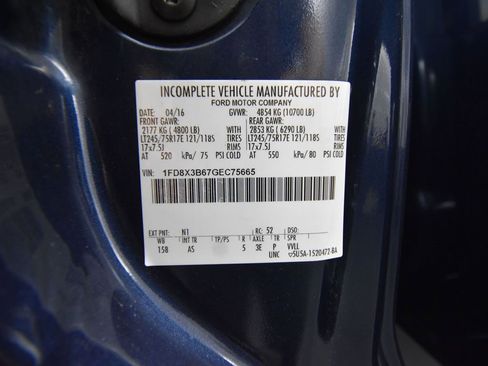 INCOMPLETE VEHICLE MANUFACTURED BY
FORD MOTOR COMPANY
DATE: 04/16 GVWR: 4854 KG (10700 LB)
FRONT GAWR: REAR GAWR:
2177 KG ( 4800 LB) WITH 2853 KG ( 6290 LB) WITH
LT245/75R17E 121/118S TIRES LT245/75R17E 121/118S TIRES
17x7.5J RIMS 17x7.5J RIMS
AT 520 kPa/ 75 PSI COLD AT 550 kPa/ 80 PSI COLD
VIN: 1FD8X3B67GEC75665
EXT PNT: N1 RC: 52 DSO:
WB INT TR TP/PS R AXLE TR SPR
158 AS 5 3E P VVLL
UNC 5U5A-1520472-BA